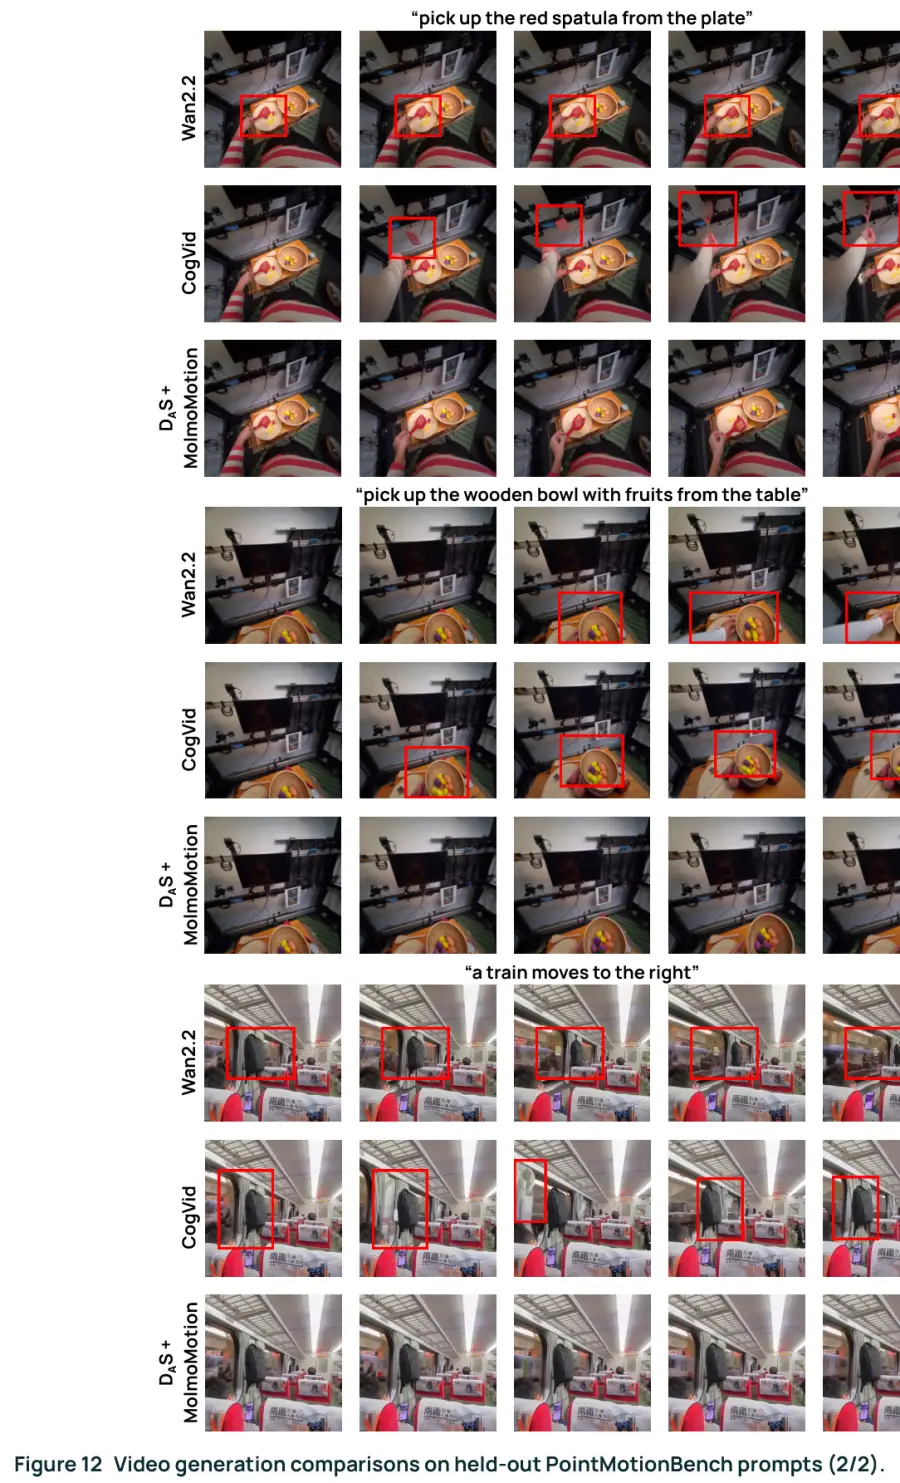 “pick up the red spatula from the plate”
Wan2.2
CogVid
DAS +
MolmoMotion
“pick up the wooden bowl with fruits from the table”
Wan2.2
CogVid
DAS +
MolmoMotion
“a train moves to the right”
Wan2.2
CogVid
DAS +
MolmoMotion
Figure 12 Video generation comparisons on held-out PointMotionBench prompts (2/2).